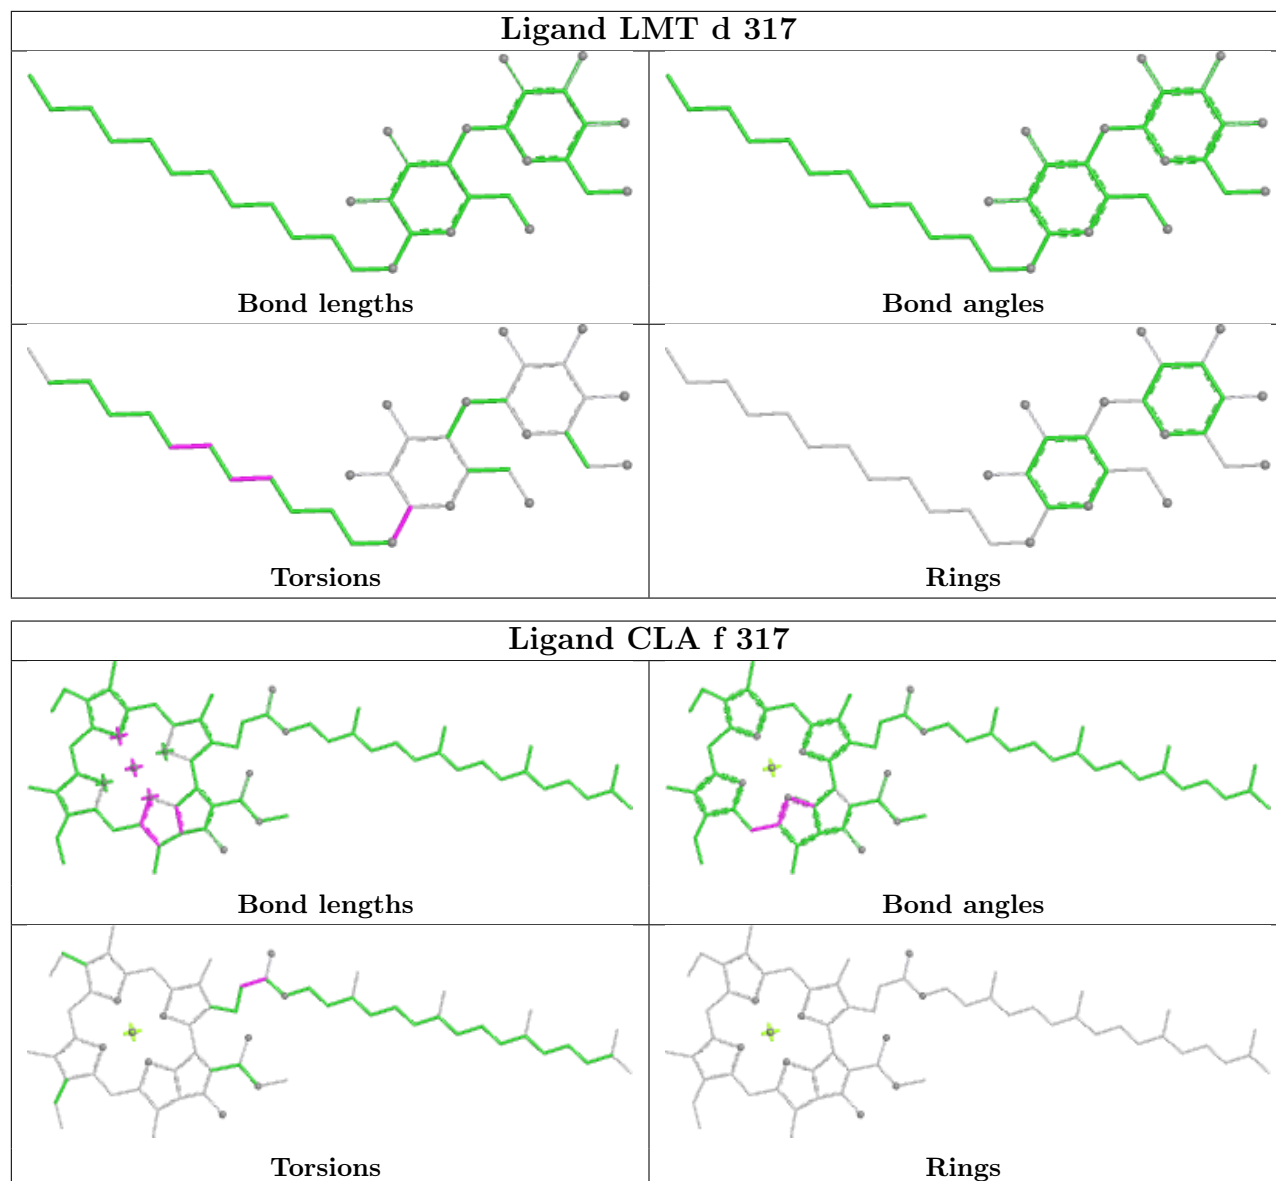 Ligand LMT d 317
Bond lengths
Bond angles
Torsions
Rings
Ligand CLA f 317
Bond lengths
Bond angles
Torsions
Rings